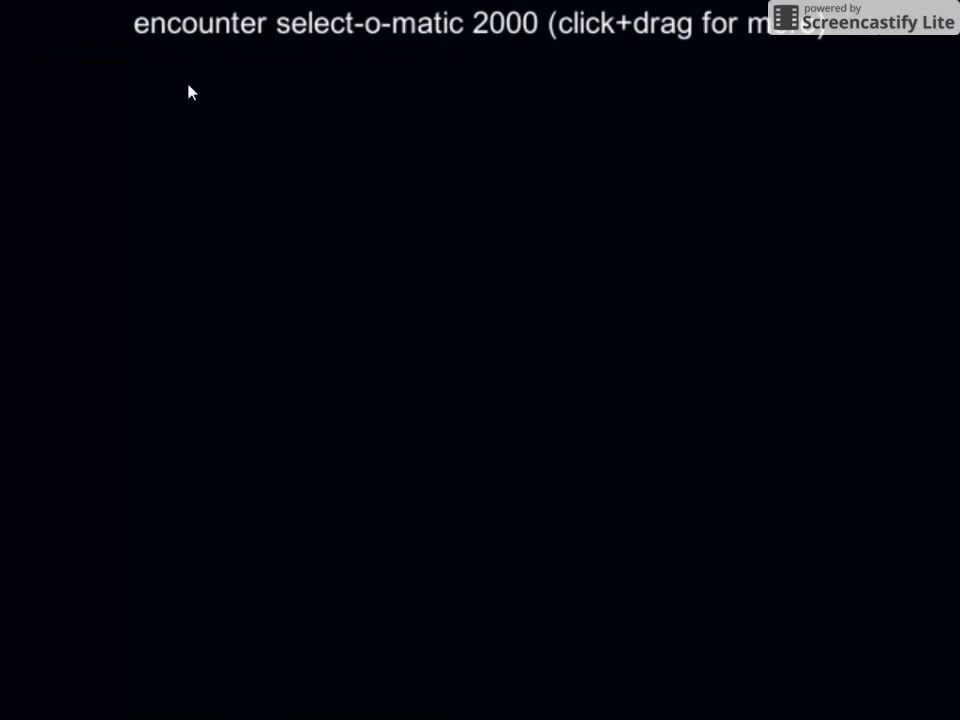 encounter select-o-matic 2000 (click+drag for
powered by
Screencastify Lite